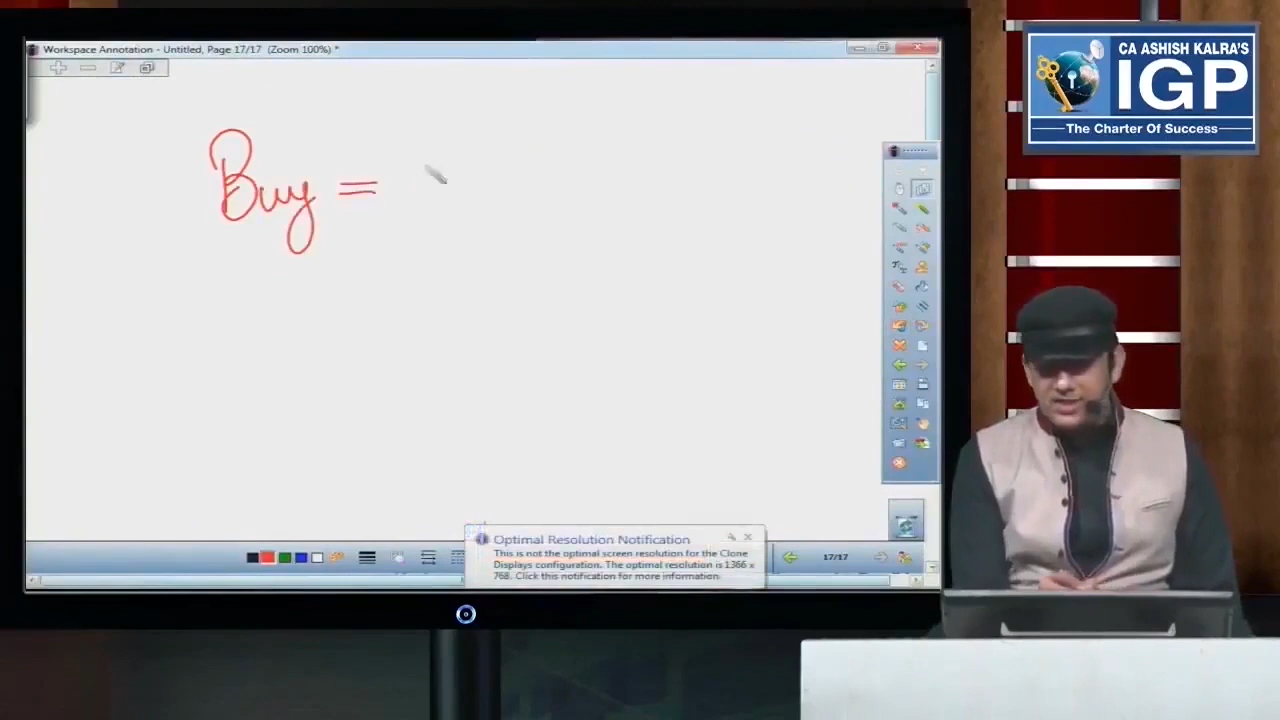 Workspace Annotation - Untitled, Page 17/17 (Zoom 100%) *
CA ASHISH KALRA'S
IGP
The Charter Of Success
Buy =
Optimal Resolution Notification
This is not the optimal screen resolution for the Clone
Displays configuration. The optimal resolution is 1366 x
768. Click this notification for more information.
17/17